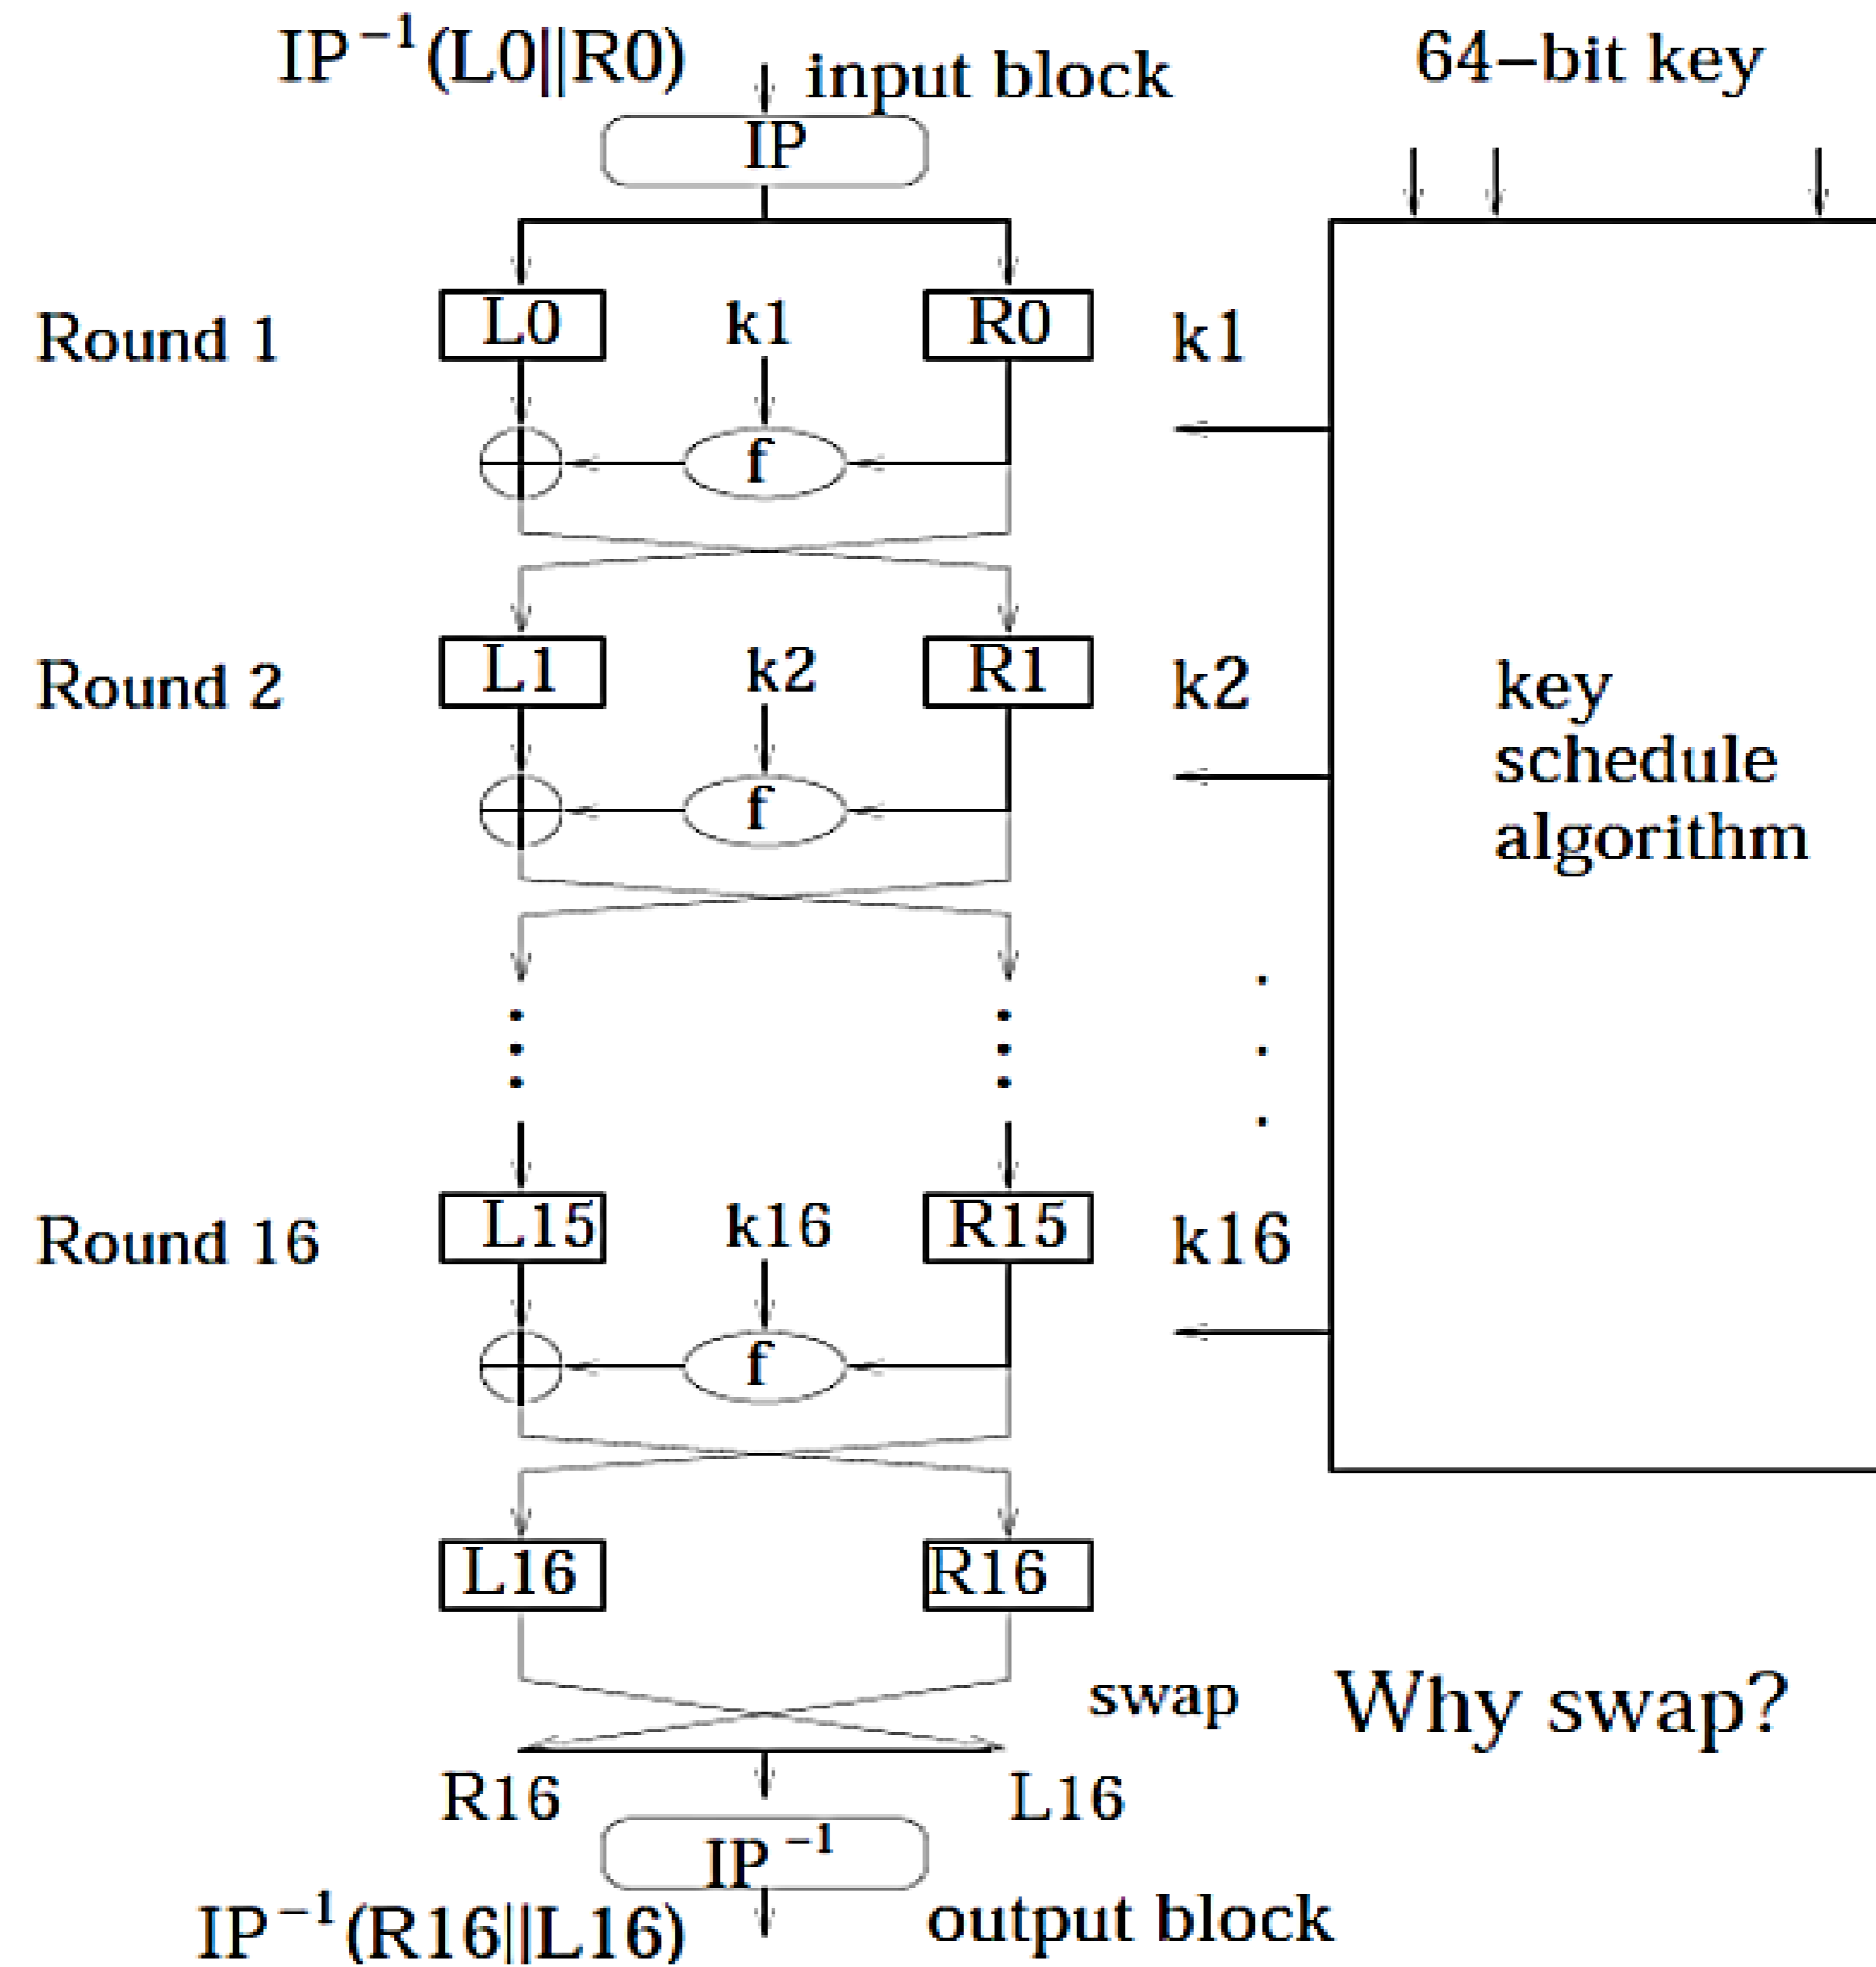 IP⁻¹(L0||R0)
input block
64−bit key
IP
Round 1
L0
k1
R0
k1
f
Round 2
L1
k2
R1
k2
key
schedule
algorithm
f
Round 16
L15
k16
R15
k16
f
L16
R16
swap
Why swap?
R16
L16
IP⁻¹
IP⁻¹(R16||L16)
output block